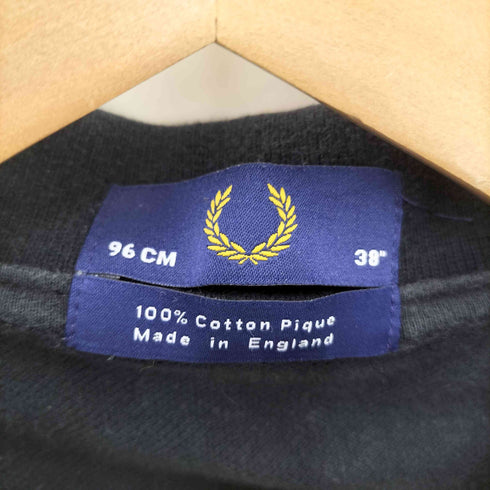 96 CM 38"
100% Cotton Pique
Made in England